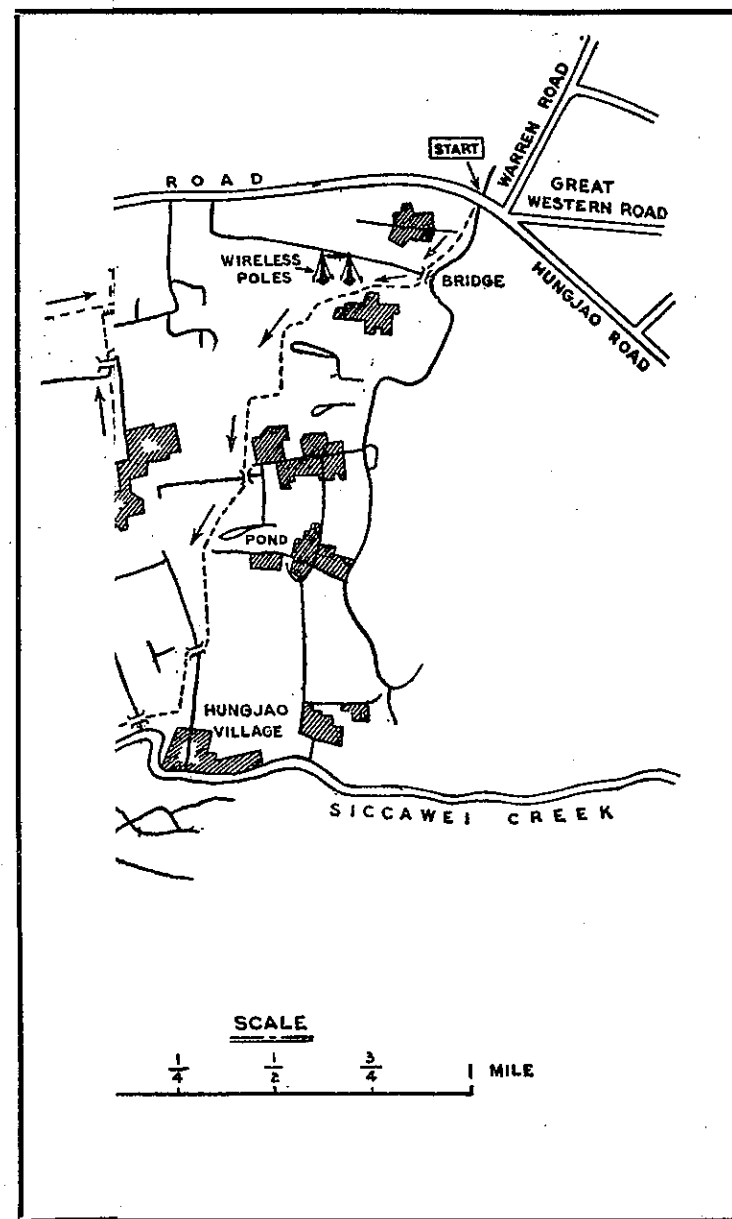 WARREN ROAD
START
ROAD
GREAT
WESTERN ROAD
WIRELESS
POLES
BRIDGE
HUNGJAO ROAD
POND
HUNGJAO
VILLAGE
SICCAWEI CREEK
SCALE
1/4 1/2 3/4 1 MILE